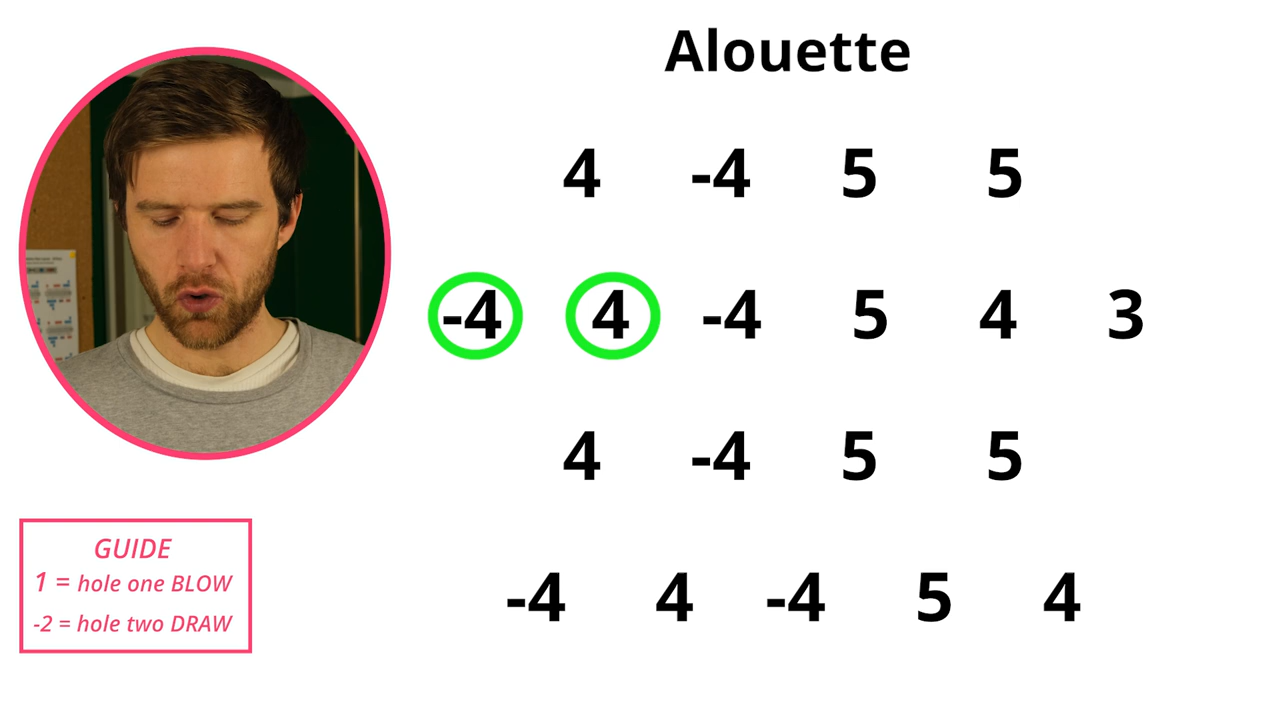 Alouette
4 -4 5 5
-4 4 -4 5 4 3
4 -4 5 5
-4 4 -4 5 4
GUIDE
1 = hole one BLOW
-2 = hole two DRAW